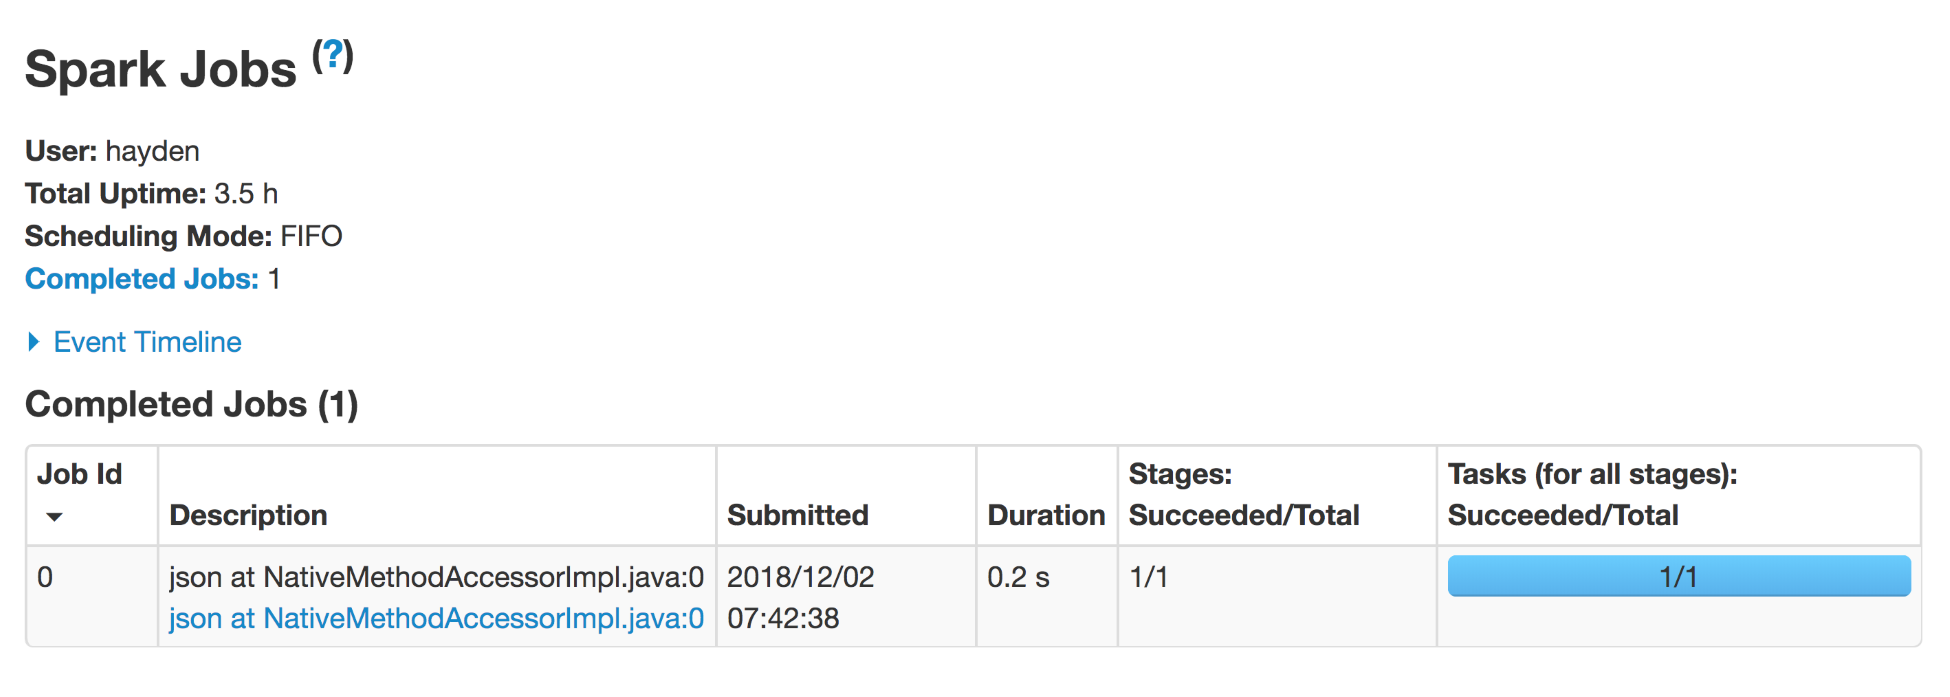 Spark Jobs (?)
User: hayden
Total Uptime: 3.5 h
Scheduling Mode: FIFO
Completed Jobs: 1
Event Timeline
Completed Jobs (1)
Job Id
Description
Submitted
Duration
Stages:
Succeeded/Total
Tasks (for all stages):
Succeeded/Total
0
json at NativeMethodAccessorImpl.java:0
json at NativeMethodAccessorImpl.java:0
2018/12/02
07:42:38
0.2 s
1/1
1/1